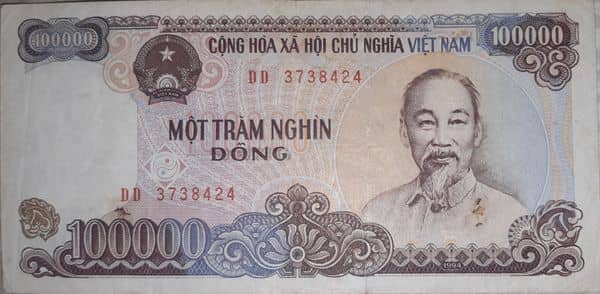 100000
CỘNG HÒA XÃ HỘI CHỦ NGHĨA VIỆT NAM
100000
DD 3738424
MỘT TRĂM NGHÌN
ĐỒNG
DD 3738424
100000
1994